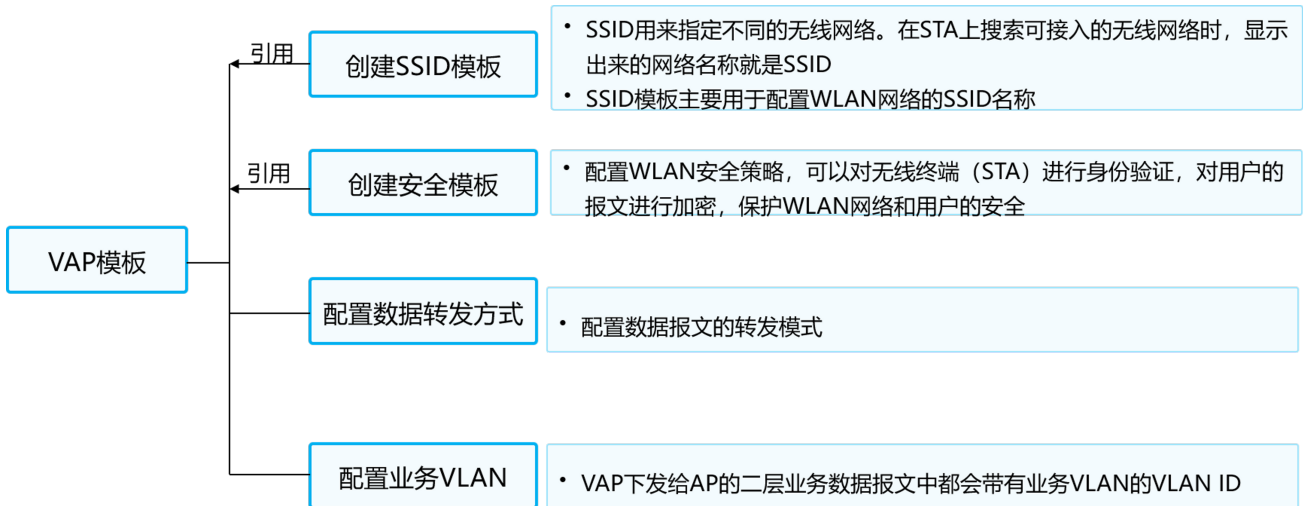 引用
创建SSID模板
• SSID用来指定不同的无线网络。在STA上搜索可接入的无线网络时，显示
出来的网络名称就是SSID
• SSID模板主要用于配置WLAN网络的SSID名称
引用
创建安全模板
• 配置WLAN安全策略，可以对无线终端（STA）进行身份验证，对用户的
报文进行加密，保护WLAN网络和用户的安全
VAP模板
配置数据转发方式
• 配置数据报文的转发模式
配置业务VLAN
• VAP下发给AP的二层业务数据报文中都会带有业务VLAN的VLAN ID